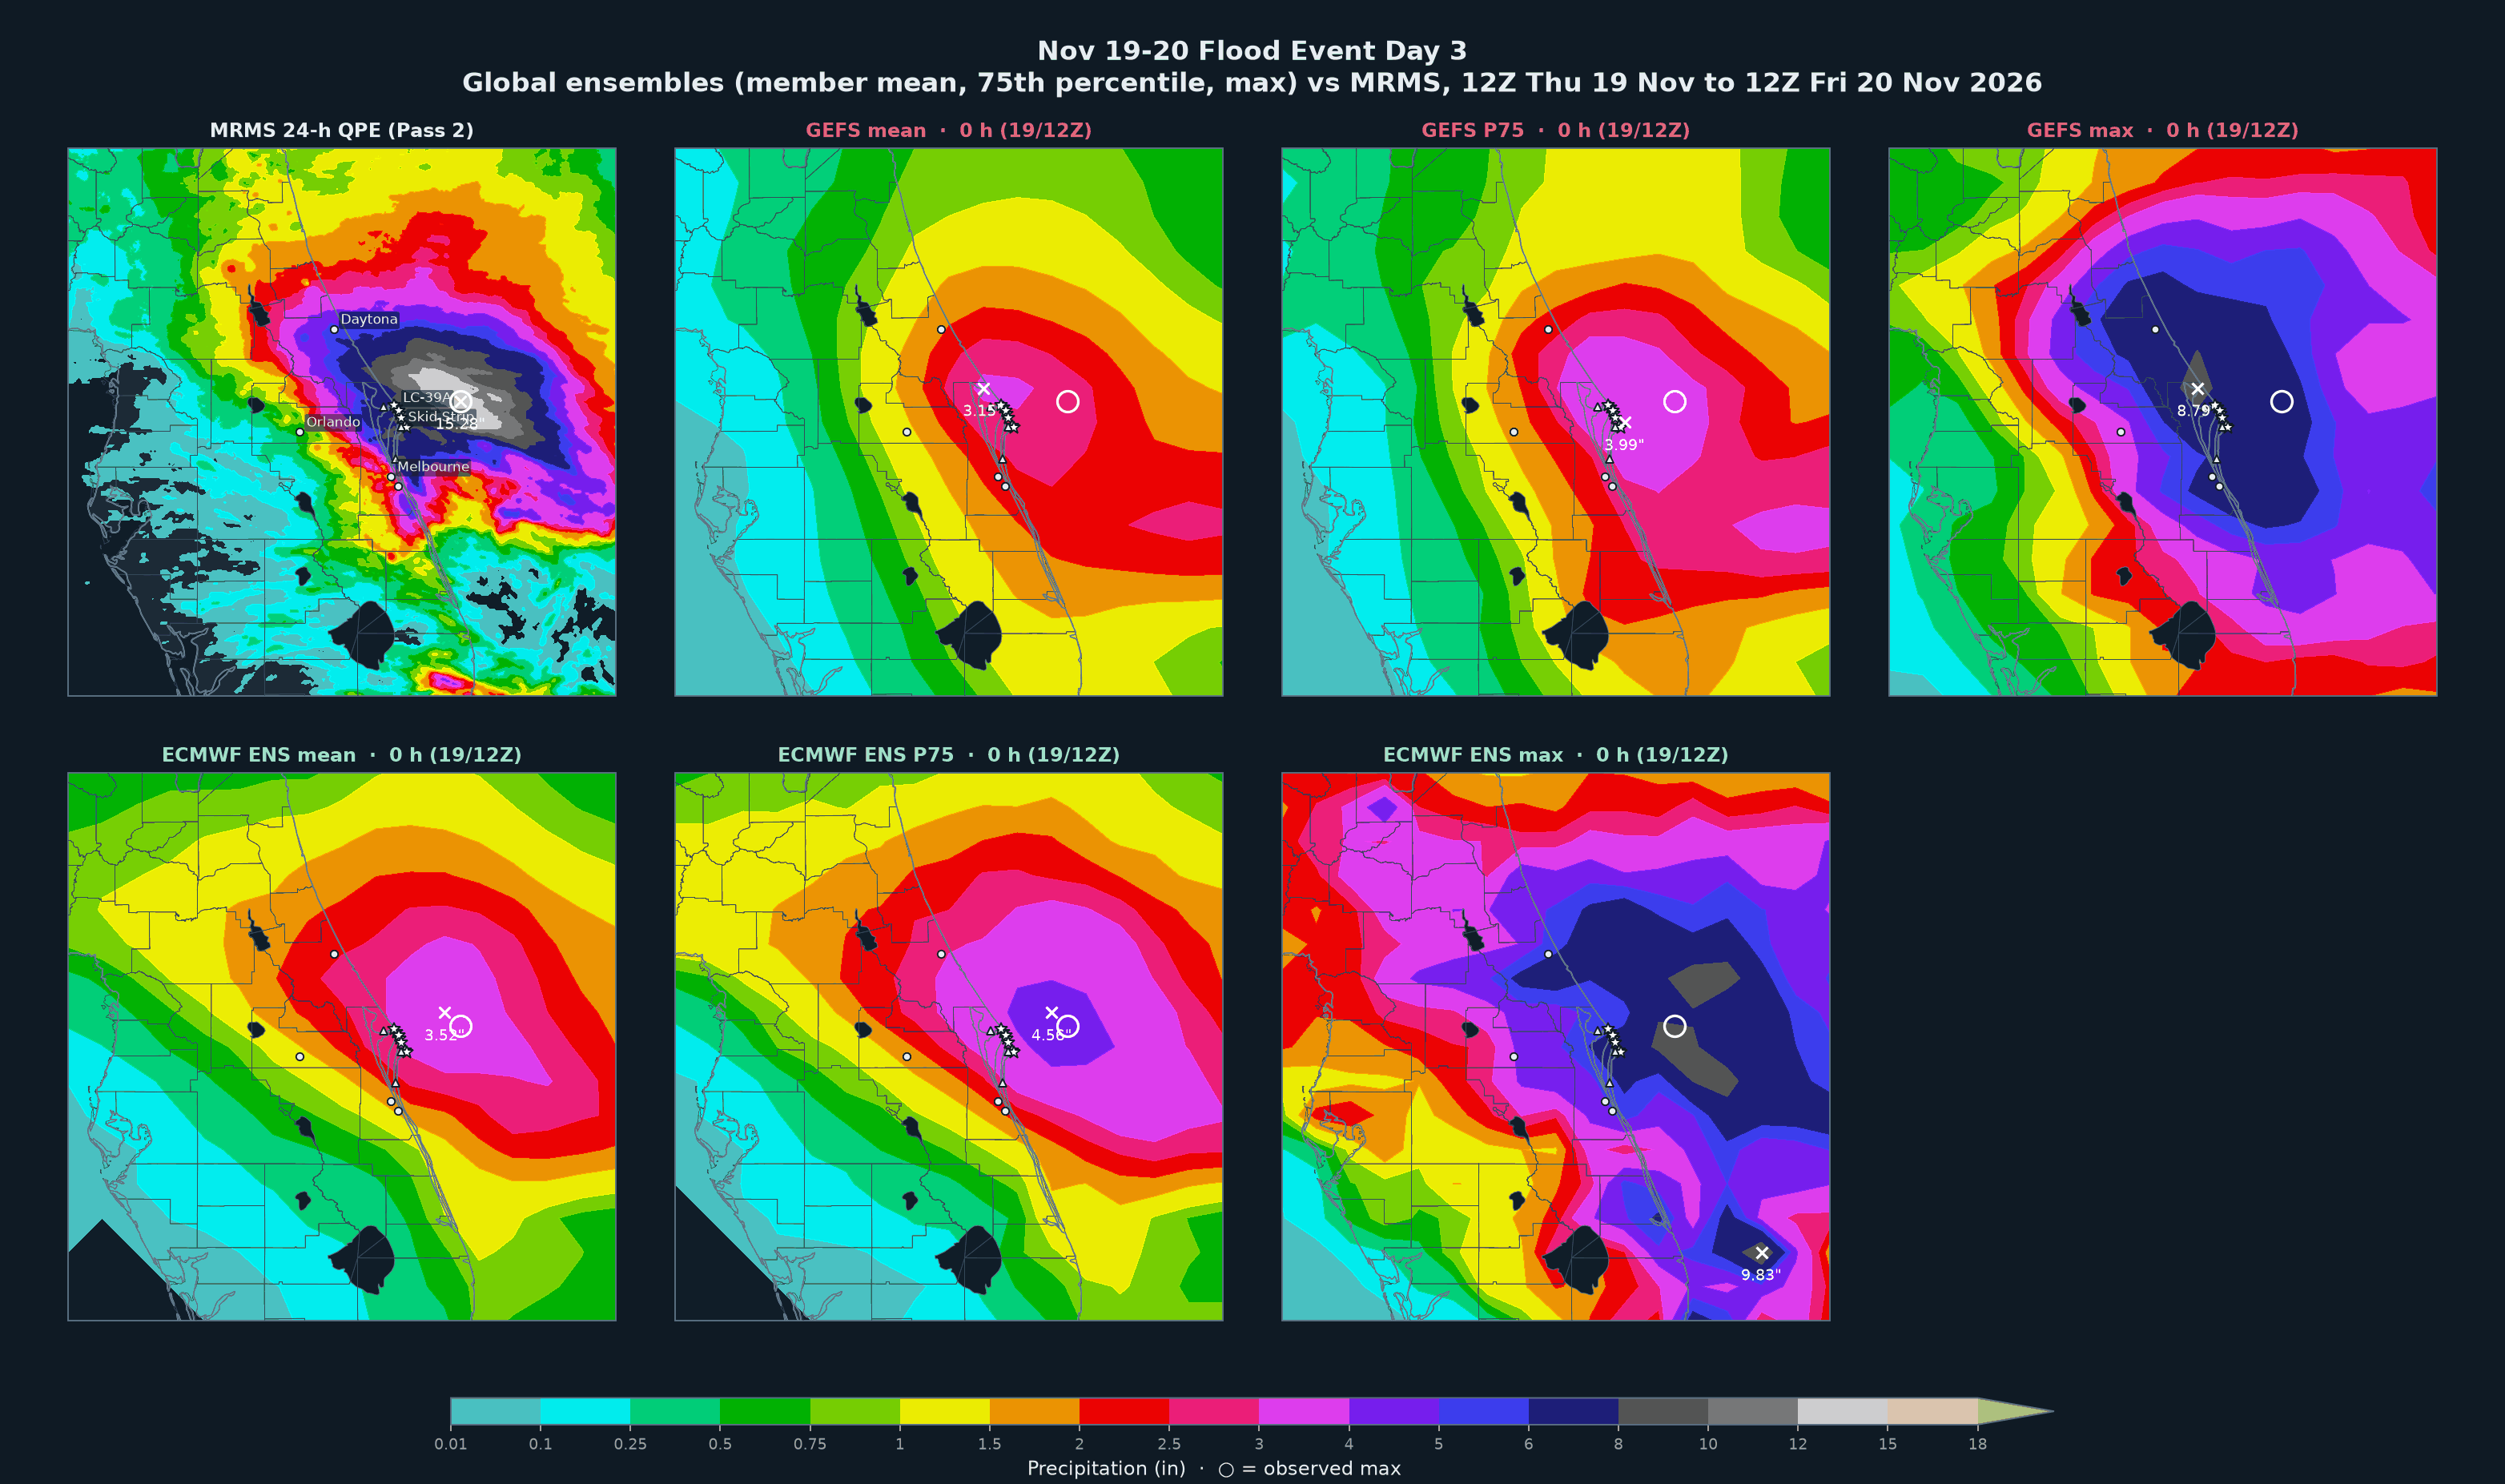 Nov 19-20 Flood Event Day 3
Global ensembles (member mean, 75th percentile, max) vs MRMS, 12Z Thu 19 Nov to 12Z Fri 20 Nov 2026
MRMS 24-h QPE (Pass 2)
GEFS mean · 0 h (19/12Z)
GEFS P75 · 0 h (19/12Z)
GEFS max · 0 h (19/12Z)
Daytona
LC-39A
Skid Strip
15.28"
Orlando
Melbourne
3.15"
3.99"
8.79"
ECMWF ENS mean · 0 h (19/12Z)
ECMWF ENS P75 · 0 h (19/12Z)
ECMWF ENS max · 0 h (19/12Z)
3.52"
4.56"
9.83"
0.01 0.1 0.25 0.5 0.75 1 1.5 2 2.5 3 4 5 6 8 10 12 15 18
Precipitation (in) · ○ = observed max